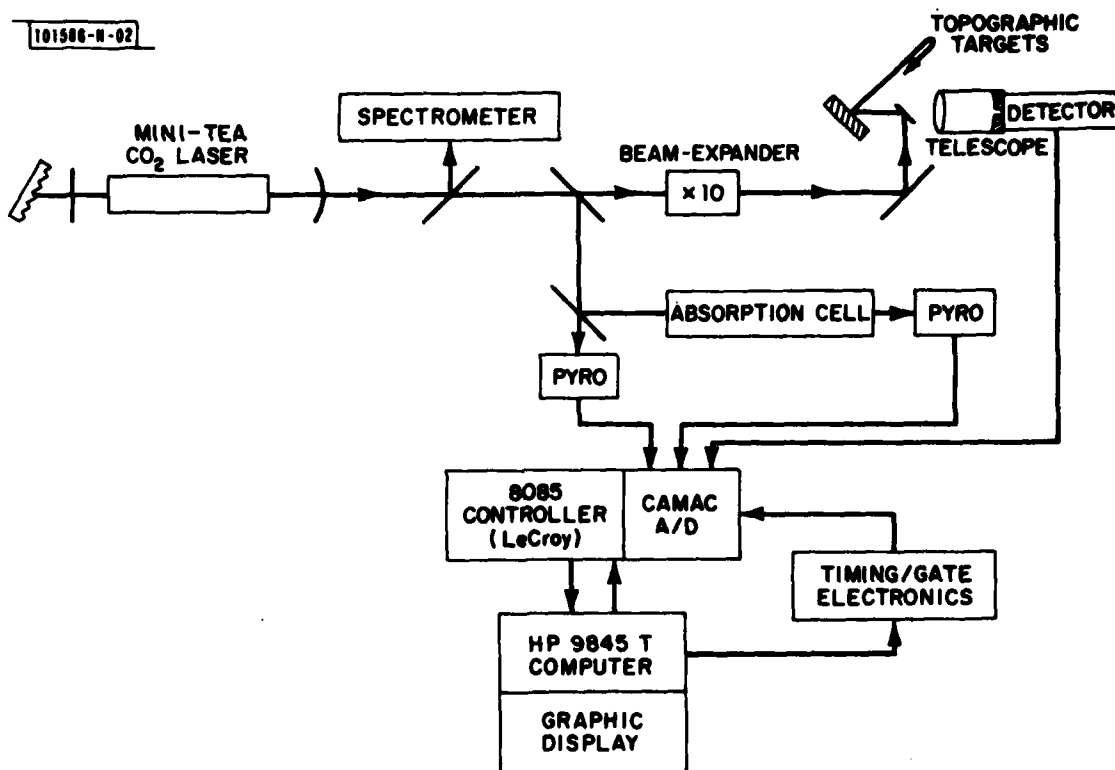 101586-N-02
TOPOGRAPHIC
TARGETS
SPECTROMETER
DETECTOR
MINI-TEA
CO₂ LASER
BEAM-EXPANDER
TELESCOPE
×10
ABSORPTION CELL
PYRO
PYRO
8085
CONTROLLER
(LeCroy)
CAMAC
A/D
TIMING/GATE
ELECTRONICS
HP 9845 T
COMPUTER
GRAPHIC
DISPLAY